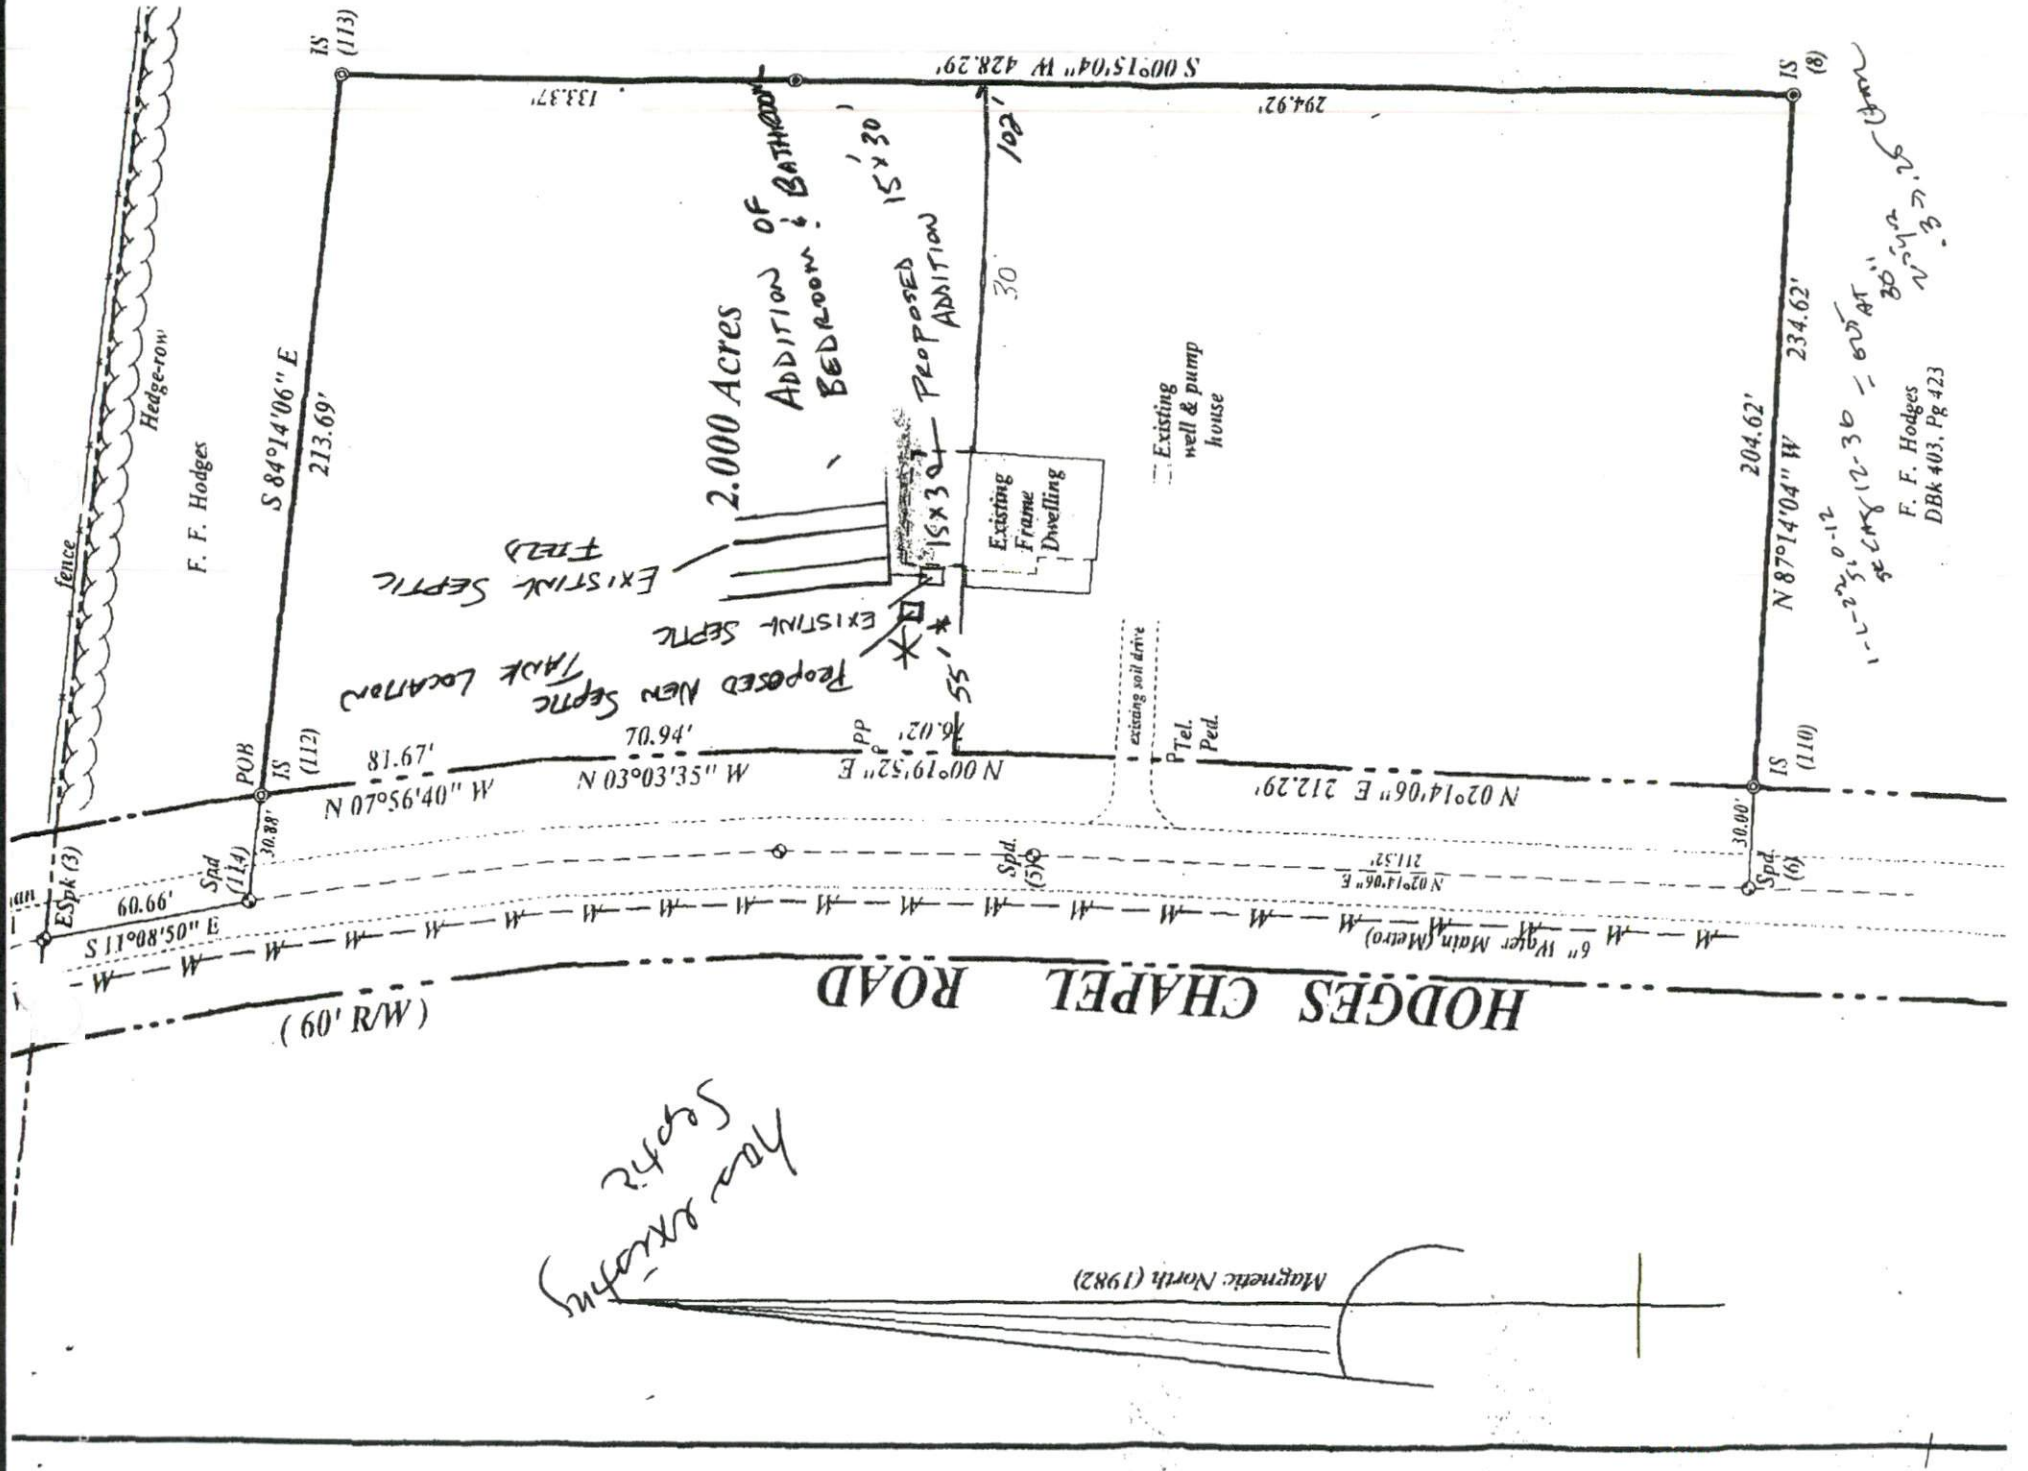 IS
(113)
S 00°15'04" W 428.29'
133.37'
294.92'
IS
(8)
102'
30'
Hedge-row
fence
F. F. Hodges
S 84°14'06" E
213.69'
2.000 Acres
ADDITION OF
BEDROOM & BATHROOM
15' X 30'
PROPOSED
ADDITION
15 X 30
EXISTING SEPTIC
FIELD
EXISTING SEPTIC
PROPOSED NEW SEPTIC
TANK LOCATION
Existing
Frame
Dwelling
Existing
well & pump
house
existing soil drive
55'
N 87°14'04" W
204.62'
234.62'
F. F. Hodges
DBk 403, Pg 423
POB
IS
(112)
81.67'
N 07°56'40" W
70.94'
N 03°03'35" W
PP
76.02'
N 00°19'52" E
P
Tel.
Ped.
N 02°14'06" E 212.29'
IS
(110)
30.88'
Spd
(114)
ESpk (3)
60.66'
S 11°08'50" E
Spd.
(5)
N 02°14'06" E
211.32'
30.00'
Spd.
(6)
W W W W W W W W W W W W W W W W W W W W
6" Water Main (Metro)
HODGES CHAPEL ROAD
( 60' R/W )
has existing
septic
Magnetic North (1982)